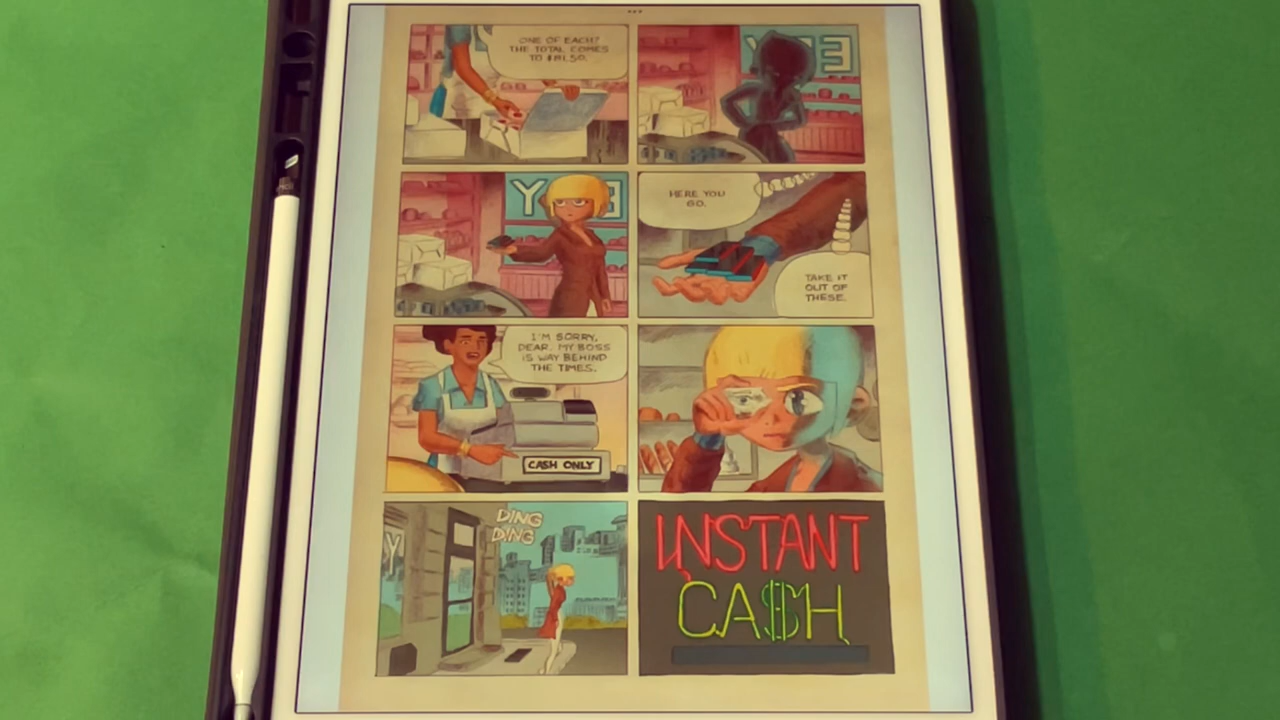 ONE OF EACH?
THE TOTAL COMES
TO $181.50.
HERE YOU
GO.
TAKE IT
OUT OF
THESE.
I'M SORRY,
DEAR. MY BOSS
IS WAY BEHIND
THE TIMES.
CASH ONLY
DING
DING
Y
INSTANT
CA$H